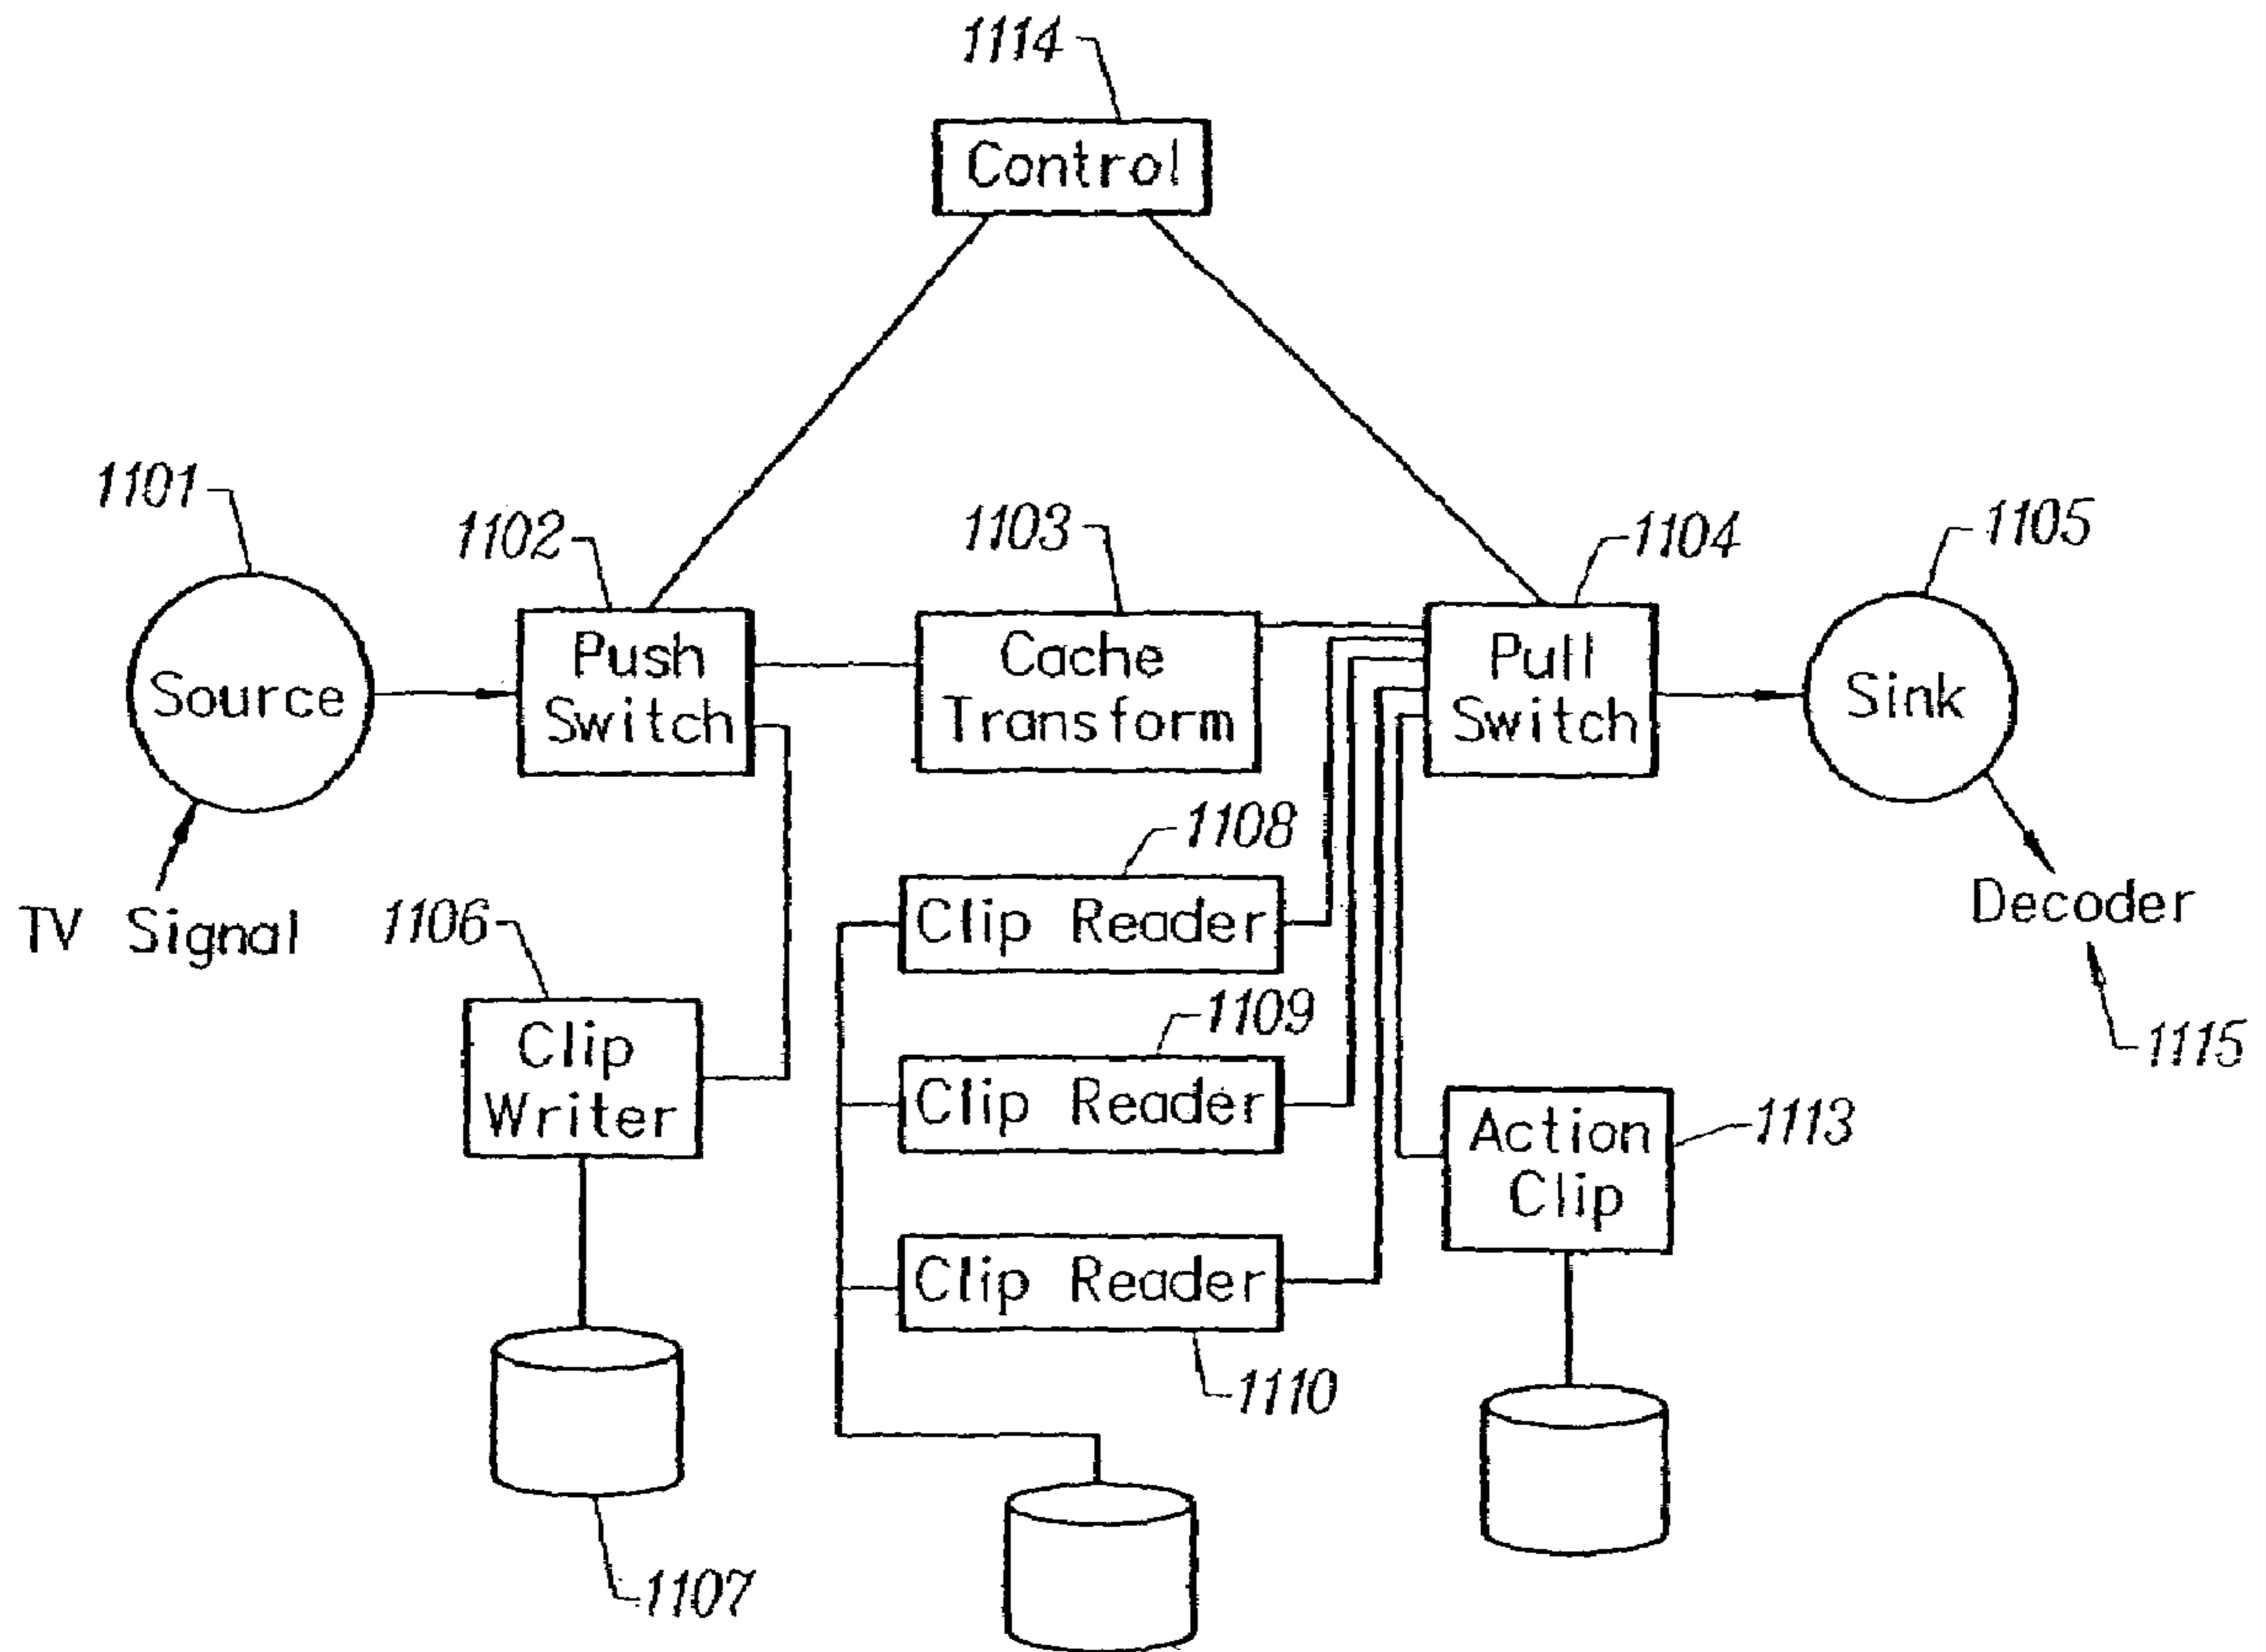 1114
Control
1101
1102
1103
1104
1105
Source
Push
Switch
Cache
Transform
Pull
Switch
Sink
TV Signal
1106
1108
Clip Reader
Decoder
1115
Clip
Writer
1109
Clip Reader
Action
Clip
1113
Clip Reader
1110
1107